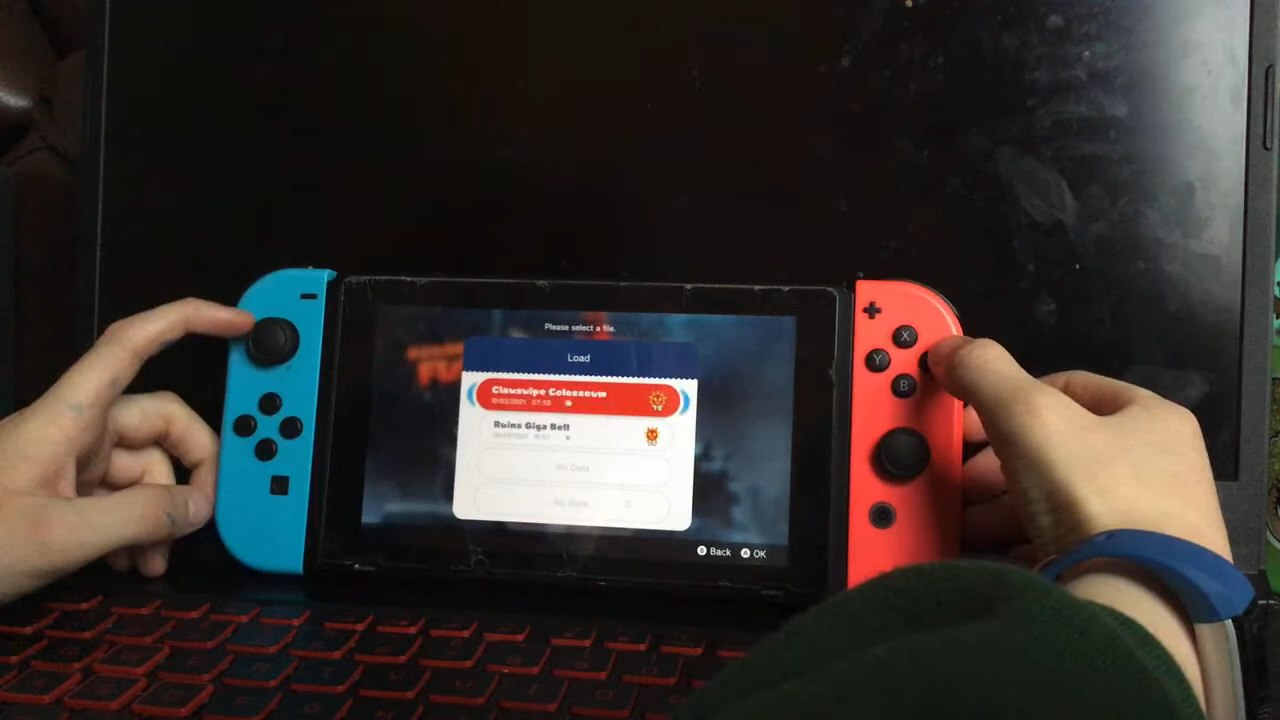 Please select a file.
Load
Clawswipe Colosseum
Ruins Giga Bell
No Data
No Data
Back OK
X
Y
B